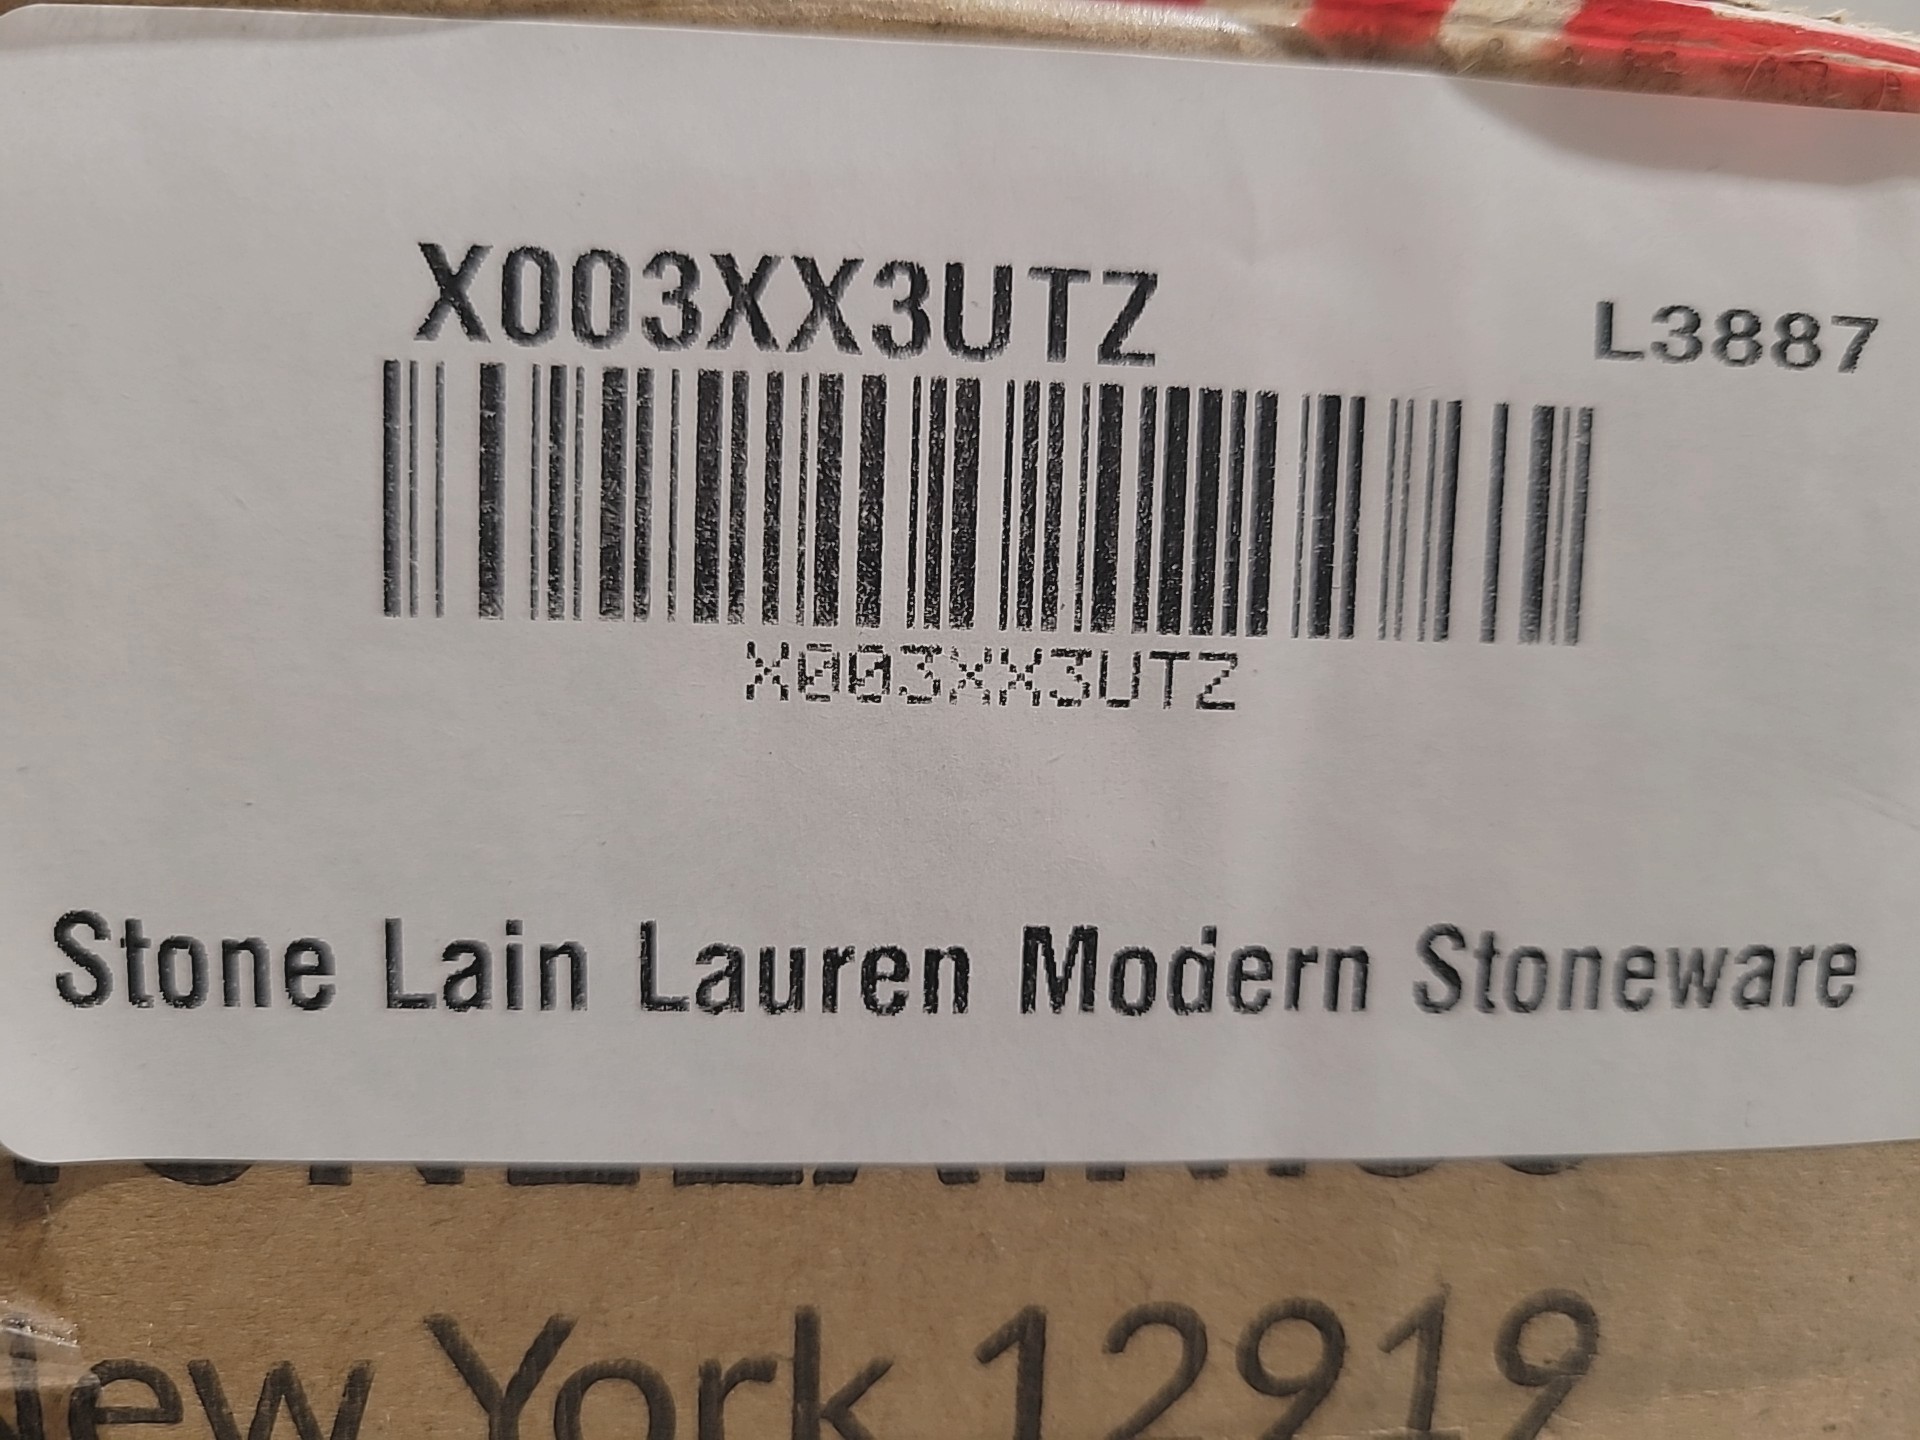 X003XX3UTZ
L3887
X003XX3UTZ
Stone Lain Lauren Modern Stoneware
New York 12919